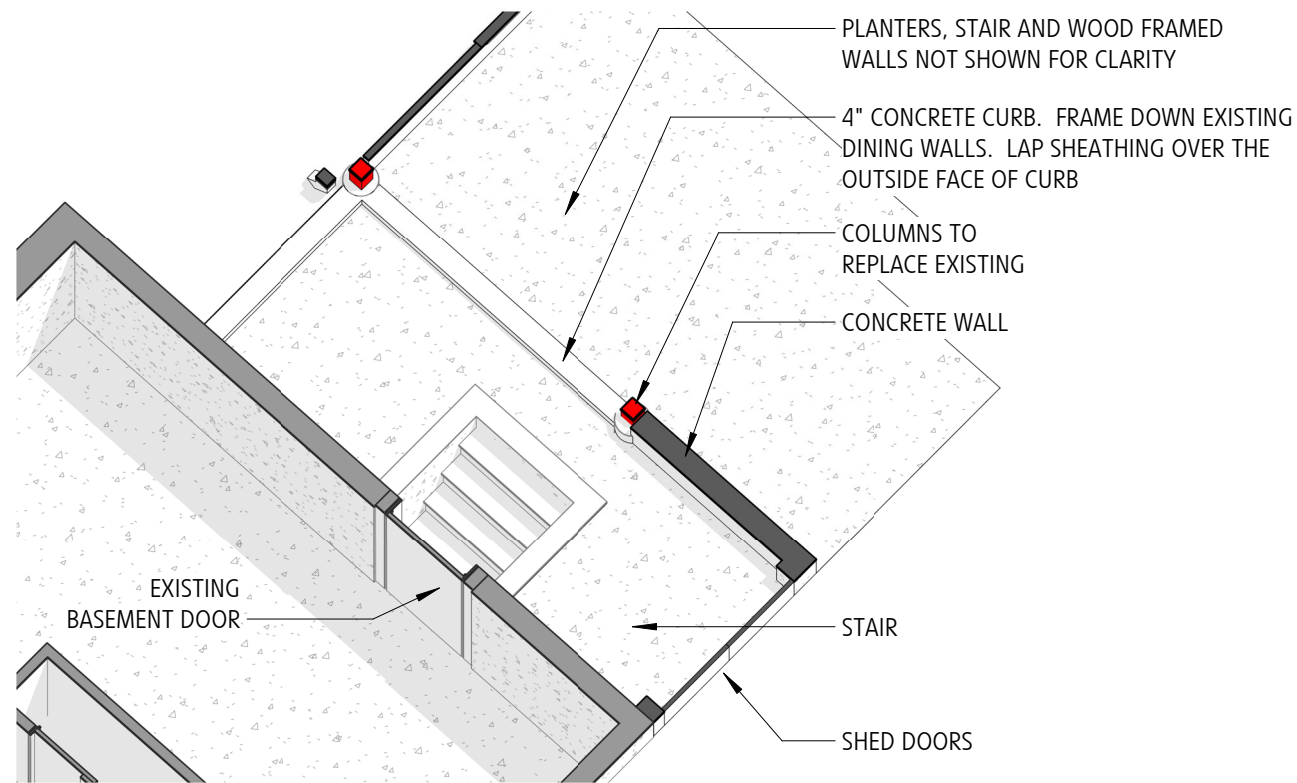 PLANTERS, STAIR AND WOOD FRAMED
WALLS NOT SHOWN FOR CLARITY
4" CONCRETE CURB. FRAME DOWN EXISTING
DINING WALLS. LAP SHEATHING OVER THE
OUTSIDE FACE OF CURB
COLUMNS TO
REPLACE EXISTING
CONCRETE WALL
EXISTING
BASEMENT DOOR
STAIR
SHED DOORS